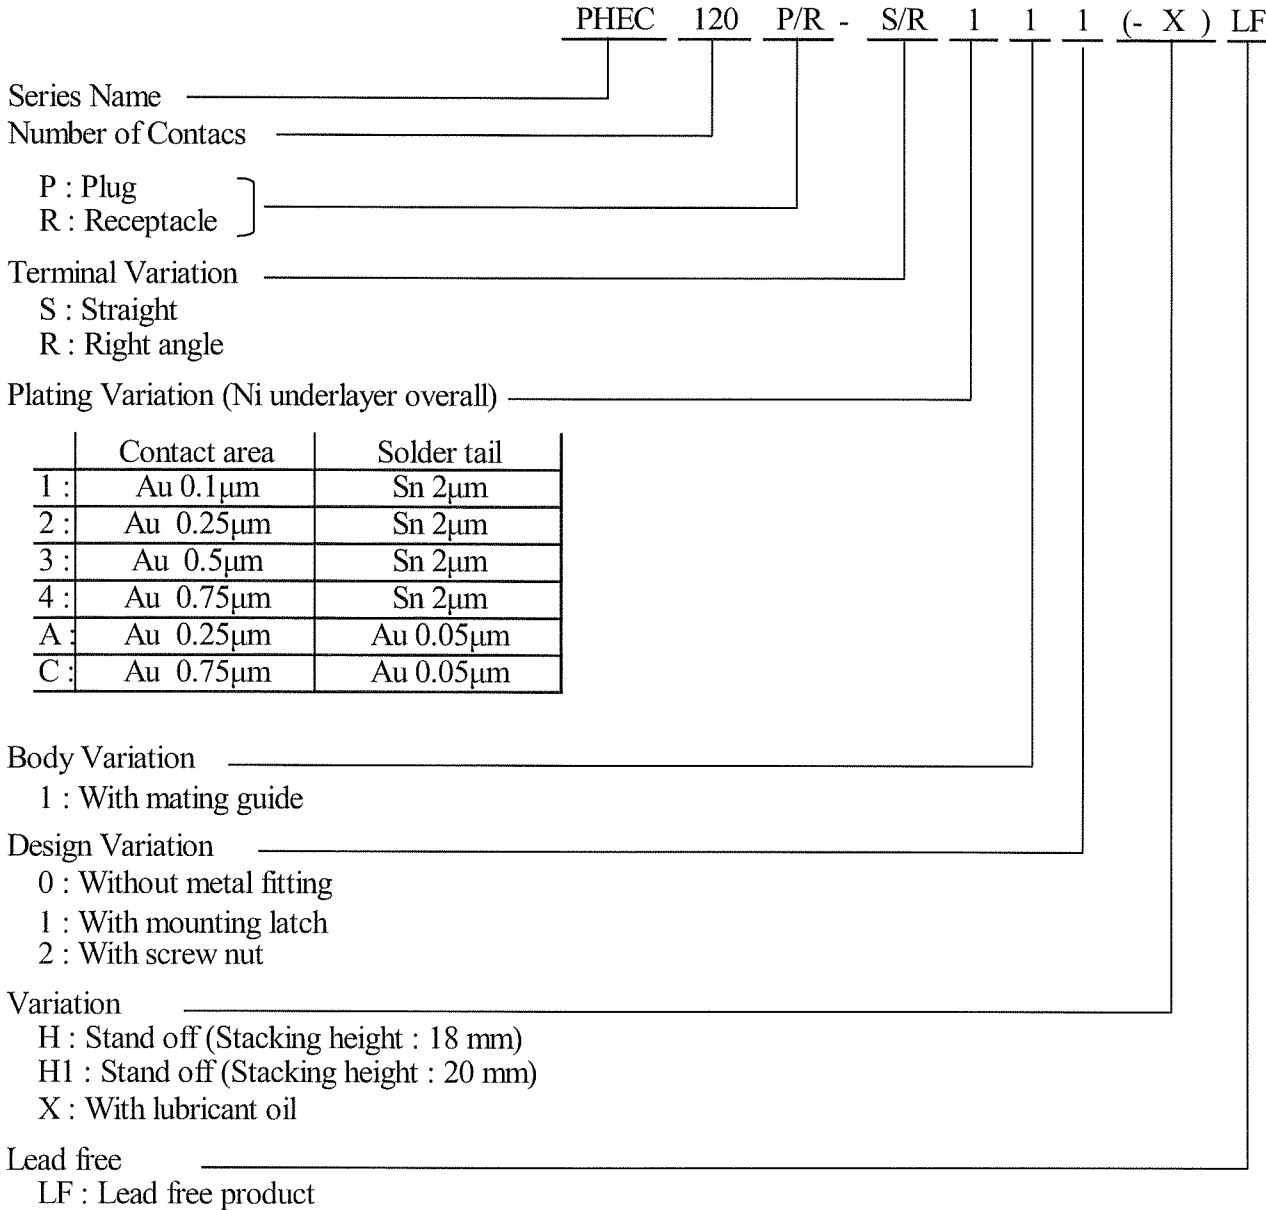 PHEC 120 P/R - S/R 1 1 1 (- X ) LF
Series Name
Number of Contacs
P : Plug
R : Receptacle
Terminal Variation
S : Straight
R : Right angle
Plating Variation (Ni underlayer overall)
Contact area Solder tail
1 : Au 0.1μm Sn 2μm
2 : Au 0.25μm Sn 2μm
3 : Au 0.5μm Sn 2μm
4 : Au 0.75μm Sn 2μm
A : Au 0.25μm Au 0.05μm
C : Au 0.75μm Au 0.05μm
Body Variation
1 : With mating guide
Design Variation
0 : Without metal fitting
1 : With mounting latch
2 : With screw nut
Variation
H : Stand off (Stacking height : 18 mm)
H1 : Stand off (Stacking height : 20 mm)
X : With lubricant oil
Lead free
LF : Lead free product